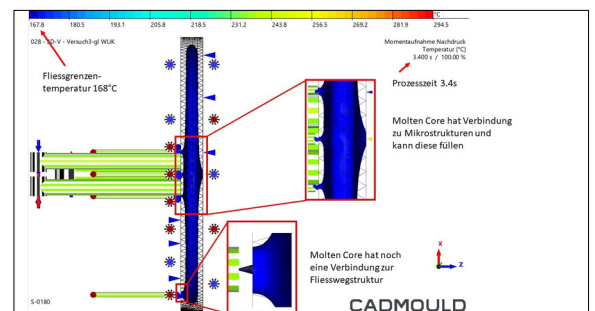 °C
167.8 180.5 193.1 205.8 218.5 231.2 243.8 256.5 269.2 281.9 294.5
028 - 3D-V - Versuch3-gl WUK
Momentaufnahme Nachdruck
Temperatur [°C]
3.400 s / 100.00 %
Fliessgrenzen-
temperatur 168°C
Prozesszeit 3.4s
Molten Core hat Verbindung
zu Mikrostrukturen und
kann diese füllen
Molten Core hat noch
eine Verbindung zur
Fliesswegstruktur
X
Z
S-0180
CADMOULD